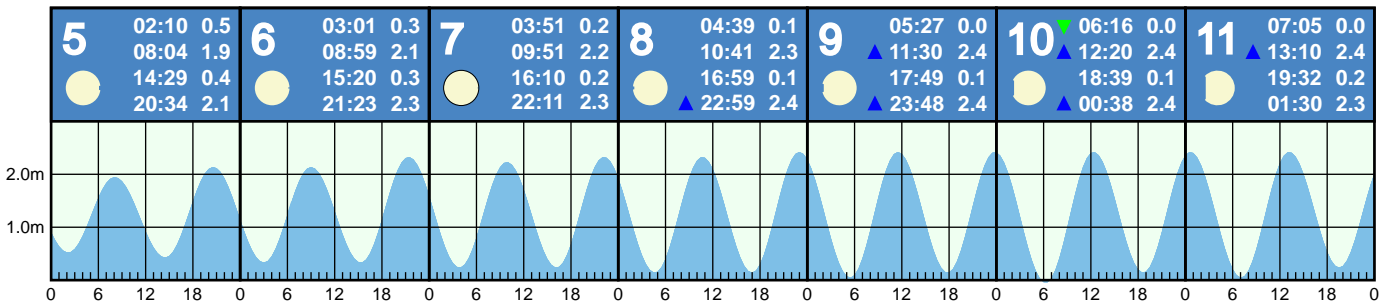 5
02:10 0.5
08:04 1.9
14:29 0.4
20:34 2.1
6
03:01 0.3
08:59 2.1
15:20 0.3
21:23 2.3
7
03:51 0.2
09:51 2.2
16:10 0.2
22:11 2.3
8
04:39 0.1
10:41 2.3
16:59 0.1
▲ 22:59 2.4
9
05:27 0.0
▲ 11:30 2.4
17:49 0.1
▲ 23:48 2.4
10
▼ 06:16 0.0
▲ 12:20 2.4
18:39 0.1
▲ 00:38 2.4
11
07:05 0.0
▲ 13:10 2.4
19:32 0.2
01:30 2.3
2.0m
1.0m
0 6 12 18 0 6 12 18 0 6 12 18 0 6 12 18 0 6 12 18 0 6 12 18 0 6 12 18 0